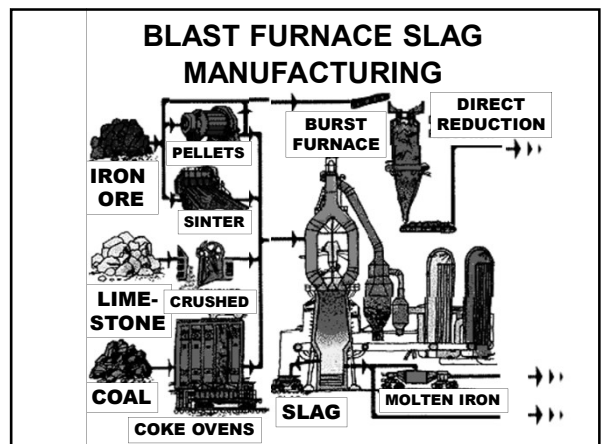 BLAST FURNACE SLAG
MANUFACTURING
DIRECT
REDUCTION
BURST
FURNACE
PELLETS
IRON
ORE
SINTER
LIME-
STONE
CRUSHED
COAL
COKE OVENS
SLAG
MOLTEN IRON